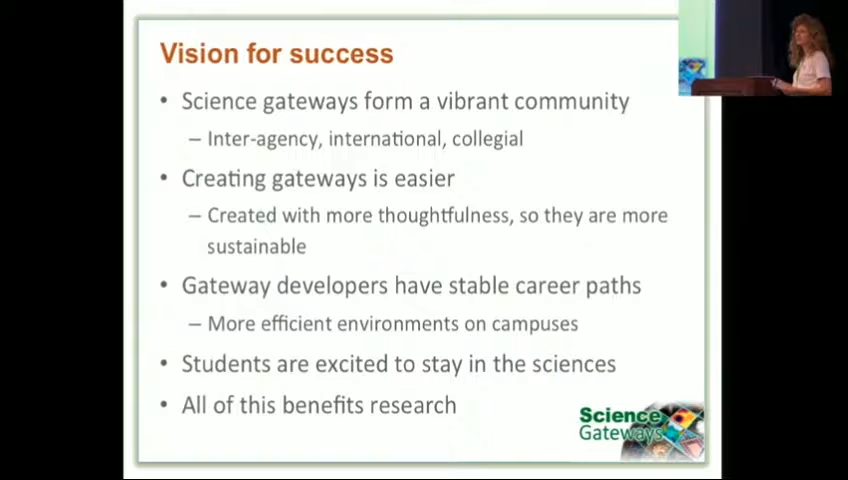 Vision for success
• Science gateways form a vibrant community
– Inter-agency, international, collegial
• Creating gateways is easier
– Created with more thoughtfulness, so they are more
sustainable
• Gateway developers have stable career paths
– More efficient environments on campuses
• Students are excited to stay in the sciences
• All of this benefits research
Science
Gateways